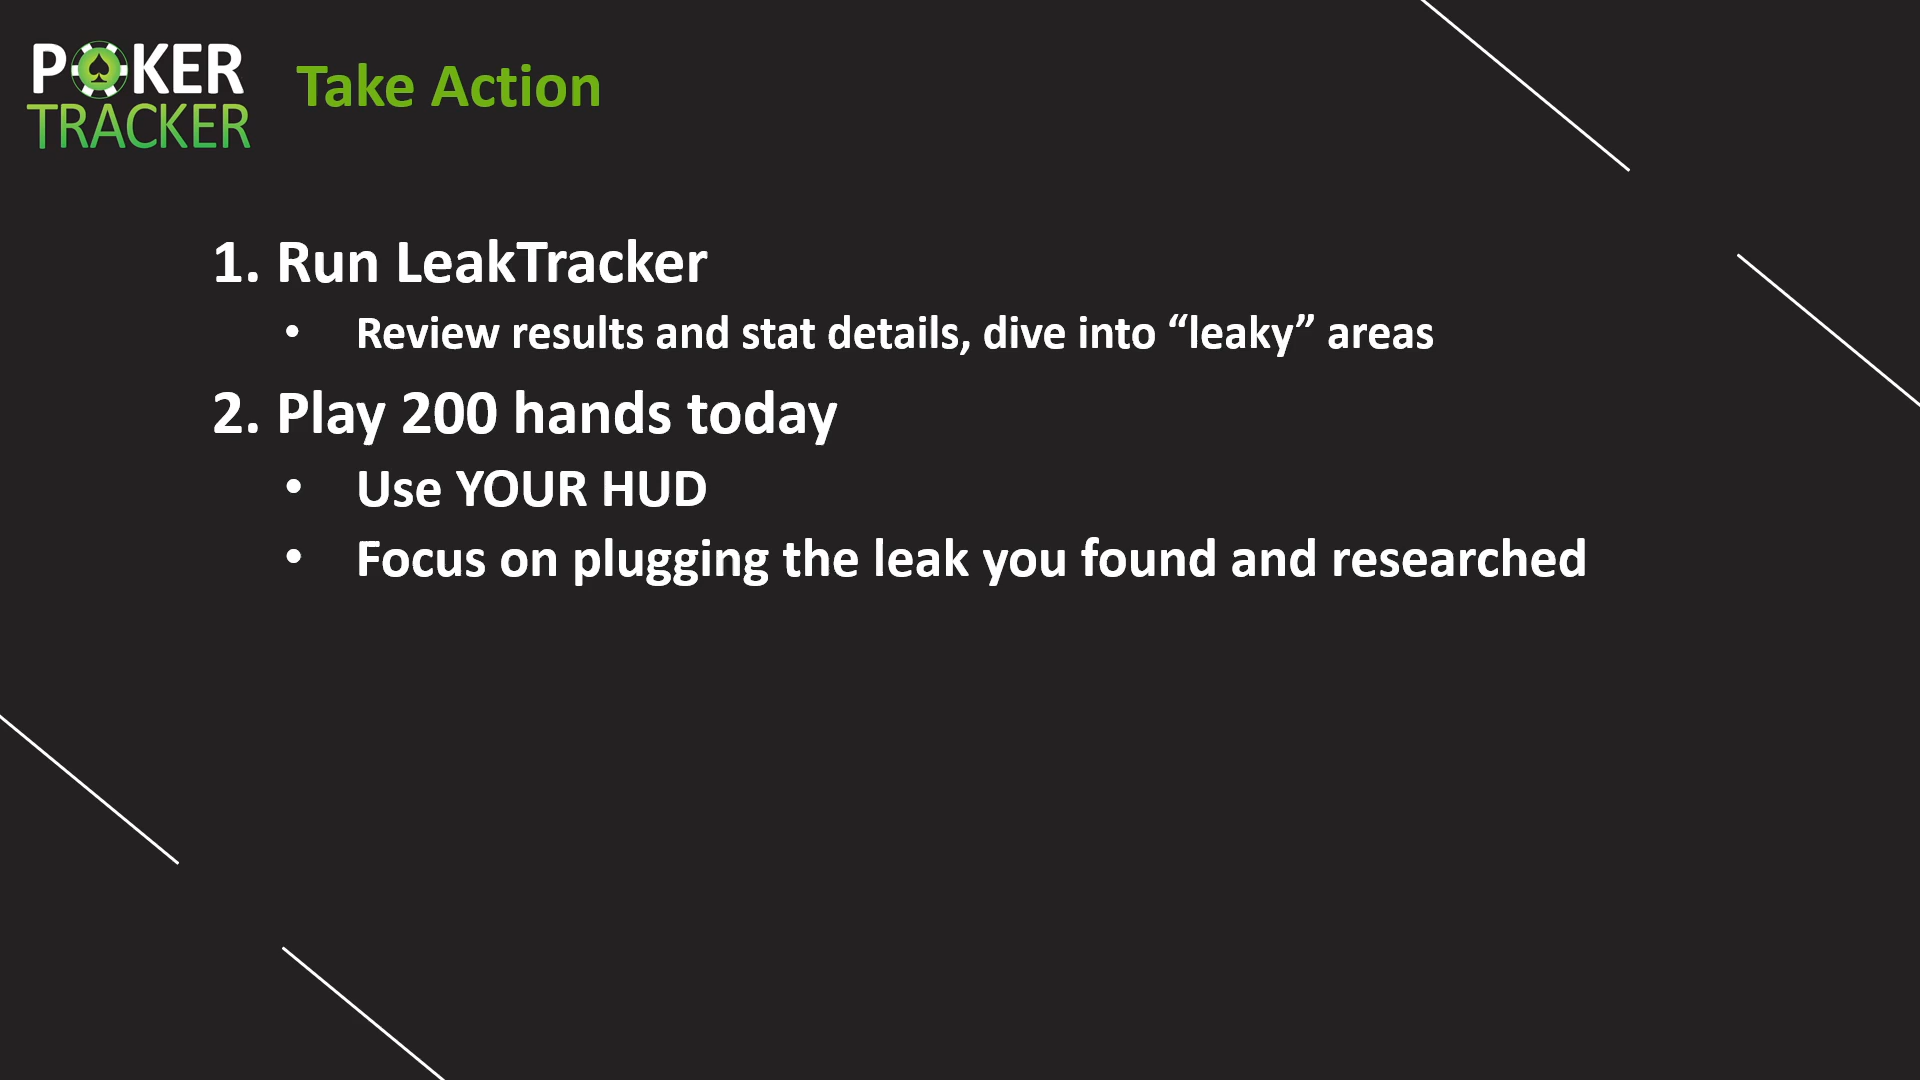 POKER
TRACKER
Take Action
1. Run LeakTracker
• Review results and stat details, dive into “leaky” areas
2. Play 200 hands today
• Use YOUR HUD
• Focus on plugging the leak you found and researched